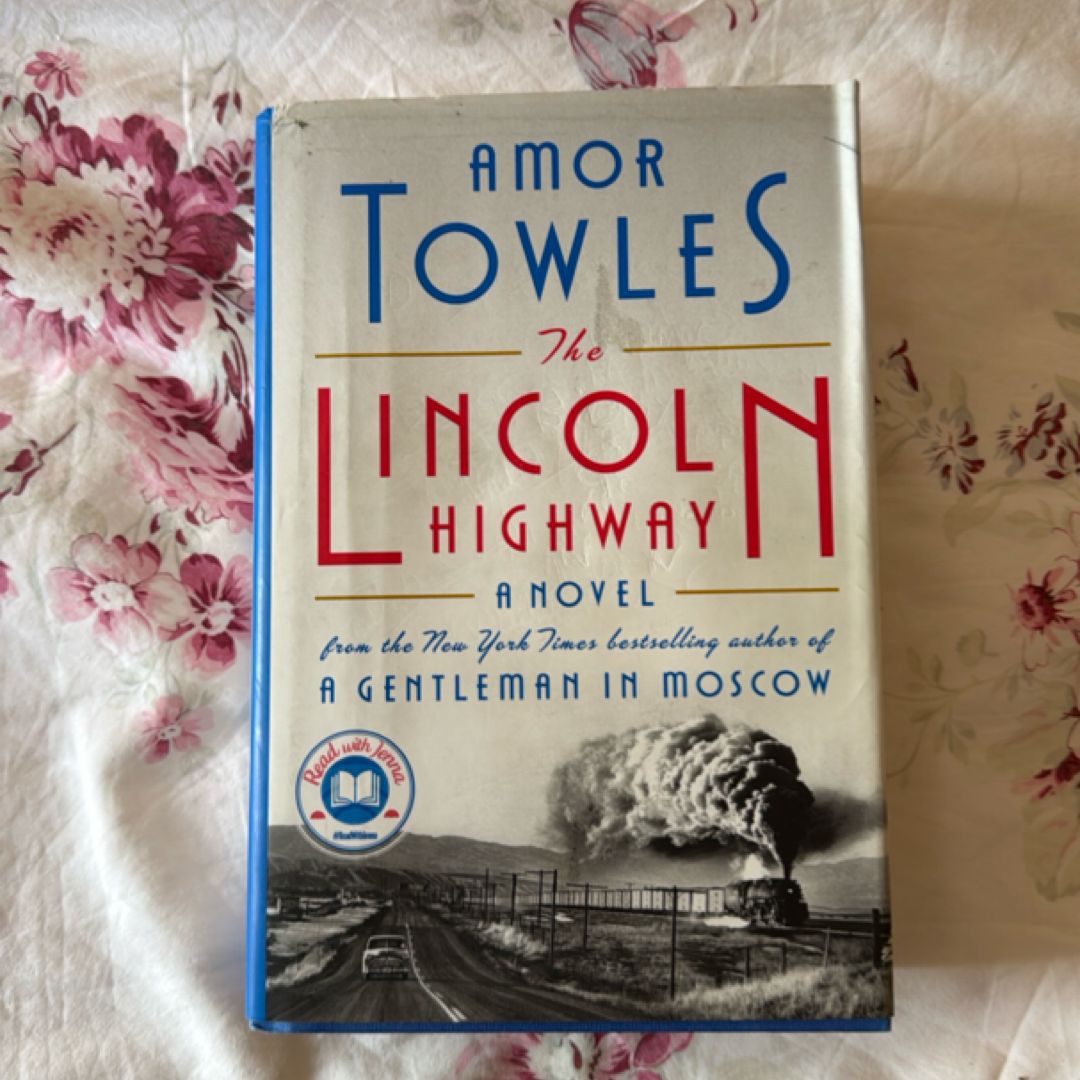 AMOR
TOWLES
The
LINCOLN
HIGHWAY
A NOVEL
from the New York Times bestselling author of
A GENTLEMAN IN MOSCOW
Read with Jenna
#ReadWithJenna